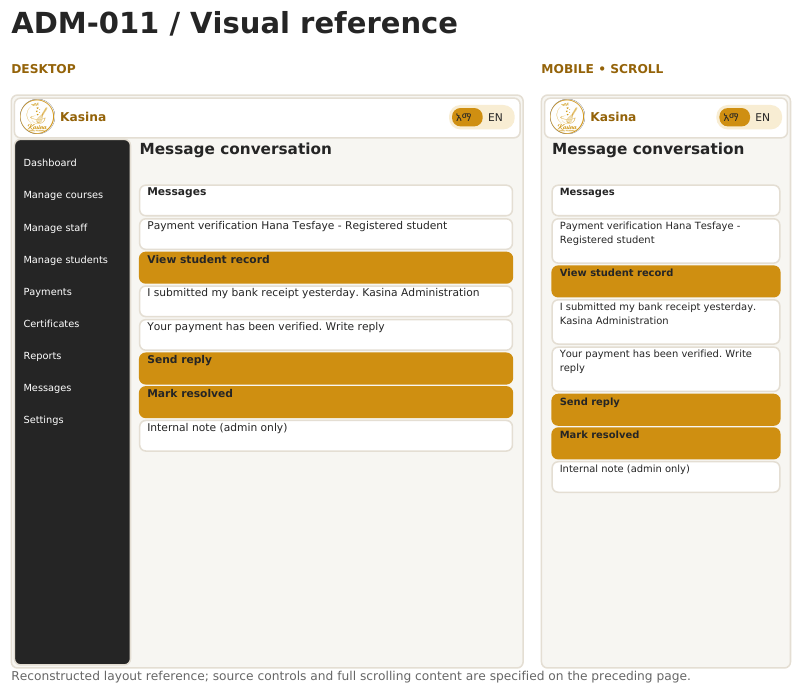 ADM-011 / Visual reference
DESKTOP
Kasina
Kasina
አማ EN
Dashboard
Manage courses
Manage staff
Manage students
Payments
Certificates
Reports
Messages
Settings
Message conversation
Messages
Payment verification Hana Tesfaye - Registered student
View student record
I submitted my bank receipt yesterday. Kasina Administration
Your payment has been verified. Write reply
Send reply
Mark resolved
Internal note (admin only)
MOBILE • SCROLL
Kasina
Kasina
አማ EN
Message conversation
Messages
Payment verification Hana Tesfaye -
Registered student
View student record
I submitted my bank receipt yesterday.
Kasina Administration
Your payment has been verified. Write
reply
Send reply
Mark resolved
Internal note (admin only)
Reconstructed layout reference; source controls and full scrolling content are specified on the preceding page.